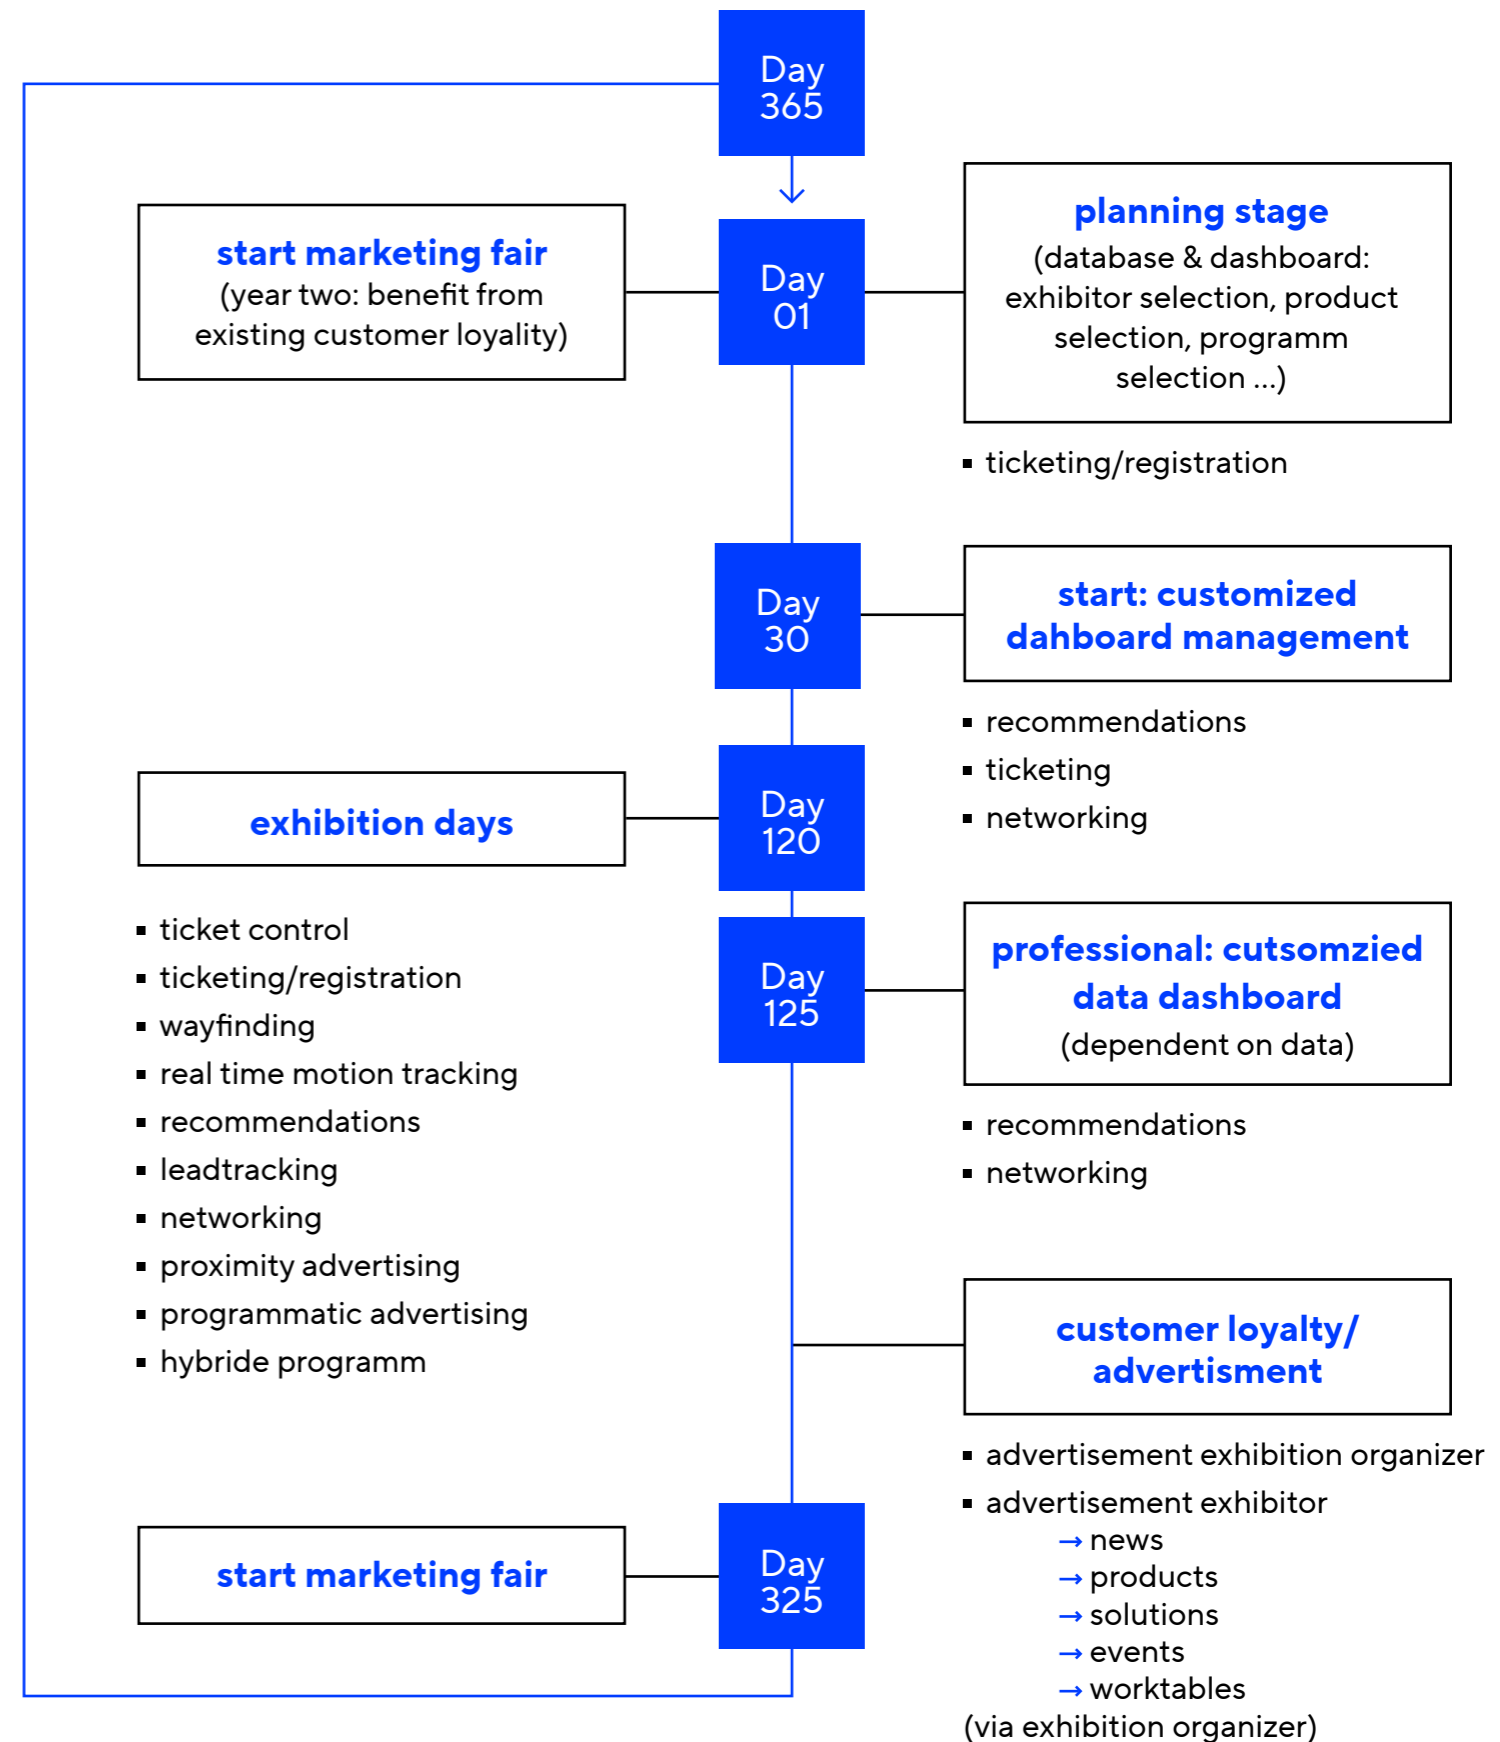 Day
365
start marketing fair
(year two: benefit from
existing customer loyality)
Day
01
planning stage
(database & dashboard:
exhibitor selection, product
selection, programm
selection ...)
▪ ticketing/registration
Day
30
start: customized
dahboard management
▪ recommendations
▪ ticketing
▪ networking
exhibition days
Day
120
▪ ticket control
▪ ticketing/registration
▪ wayfinding
▪ real time motion tracking
▪ recommendations
▪ leadtracking
▪ networking
▪ proximity advertising
▪ programmatic advertising
▪ hybride programm
Day
125
professional: cutsomzied
data dashboard
(dependent on data)
▪ recommendations
▪ networking
customer loyalty/
advertisment
▪ advertisement exhibition organizer
▪ advertisement exhibitor
→ news
→ products
→ solutions
→ events
→ worktables
(via exhibition organizer)
start marketing fair
Day
325